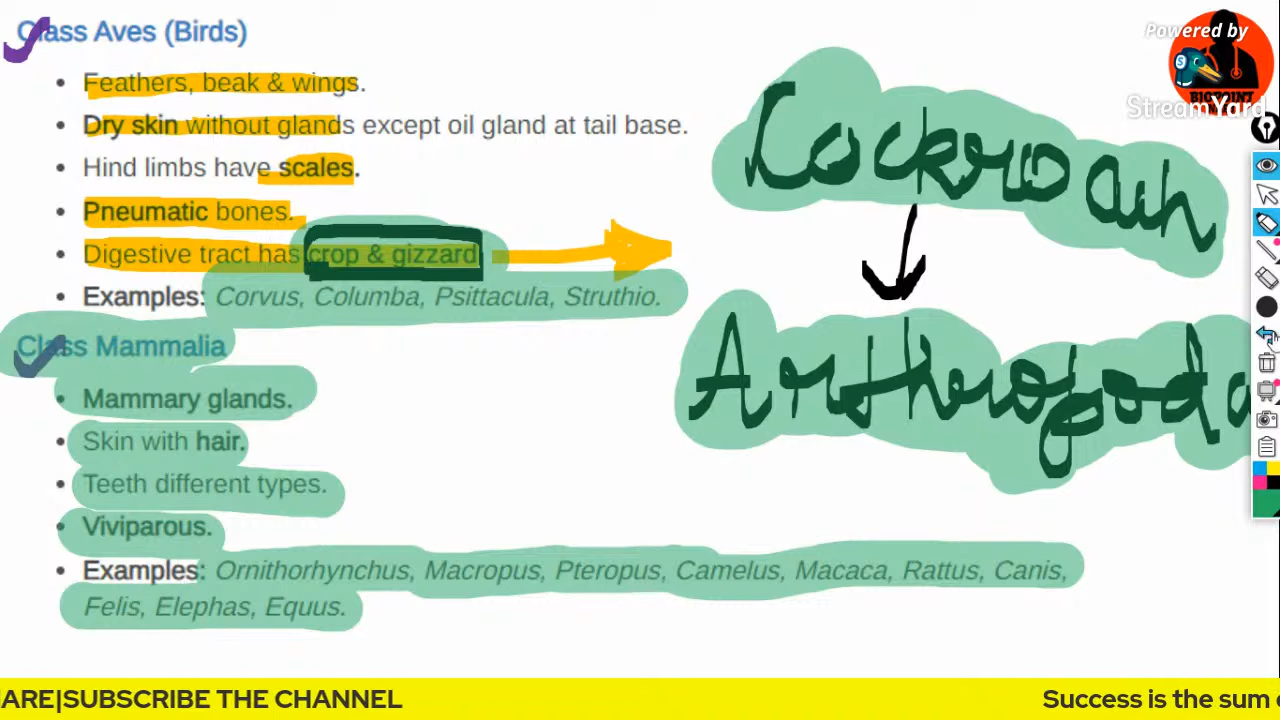 Class Aves (Birds)
• Feathers, beak & wings.
• Dry skin without glands except oil gland at tail base.
• Hind limbs have scales.
• Pneumatic bones.
• Digestive tract has crop & gizzard
• Examples: Corvus, Columba, Psittacula, Struthio.
Class Mammalia
• Mammary glands.
• Skin with hair.
• Teeth different types.
• Viviparous.
• Examples: Ornithorhynchus, Macropus, Pteropus, Camelus, Macaca, Rattus, Canis,
Felis, Elephas, Equus.
Cockroach
Arthropoda
Powered by
StreamYard
ARE|SUBSCRIBE THE CHANNEL
Success is the sum